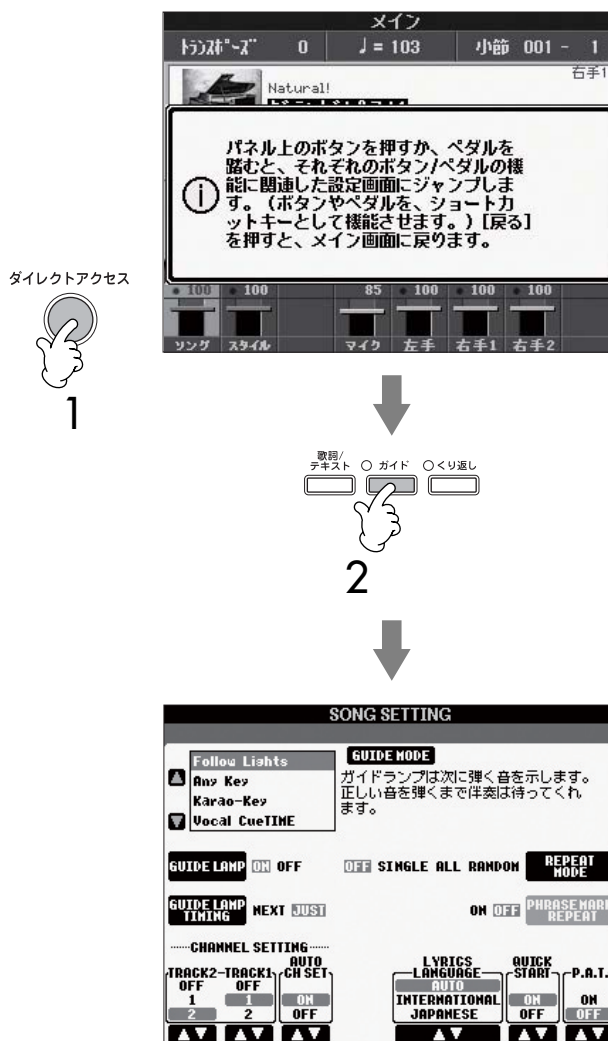 メイン
トランスポーズ 0 ♩= 103 小節 001 - 1
右手1
Natural!
パネル上のボタンを押すか、ペダルを
踏むと、それぞれのボタン/ペダルの機
能に関連した設定画面にジャンプしま
す。(ボタンやペダルを、ショートカ
ットキーとして機能させます。)[戻る]
を押すと、メイン画面に戻ります。
100 100 85 100 100 100
ソング スタイル マイク 左手 右手1 右手2
ダイレクトアクセス
1
歌詞/
テキスト ガイド くり返し
2
SONG SETTING
Follow Lights
Any Key
Karao-Key
Vocal CueTIME
GUIDE MODE
ガイドランプは次に弾く音を示します。
正しい音を弾くまで伴奏は待ってくれ
ます。
GUIDE LAMP ON OFF
OFF SINGLE ALL RANDOM REPEAT
MODE
GUIDE LAMP
TIMING NEXT JUST
ON OFF PHRASE MARK
REPEAT
CHANNEL SETTING
TRACK2 TRACK1 AUTO
CH SET
OFF OFF
1 1 ON
2 2 OFF
LYRICS
LANGUAGE
AUTO
INTERNATIONAL
JAPANESE
QUICK
START
ON
OFF
P.A.T.
ON
OFF